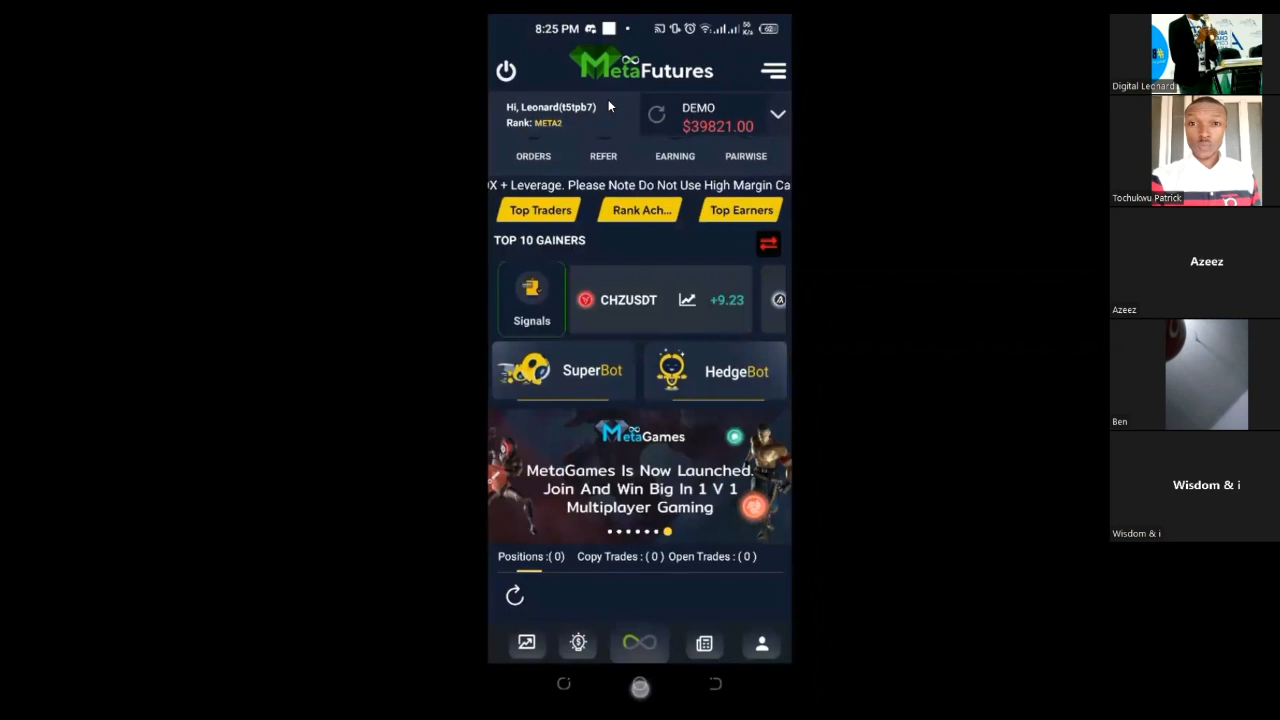 8:25 PM
5G
K/s
MetaFutures
Hi, Leonard(t5tpb7)
Rank: META2
DEMO
$39821.00
ORDERS REFER EARNING PAIRWISE
X + Leverage. Please Note Do Not Use High Margin Ca
Top Traders Rank Ach... Top Earners
TOP 10 GAINERS
Signals
CHZUSDT +9.23
SuperBot HedgeBot
MetaGames
MetaGames Is Now Launched.
Join And Win Big In 1 V 1
Multiplayer Gaming
Positions :( 0) Copy Trades : ( 0 ) Open Trades : ( 0 )
Digital Leonard
Tochukwu Patrick
Azeez
Azeez
Ben
Wisdom & i
Wisdom & i